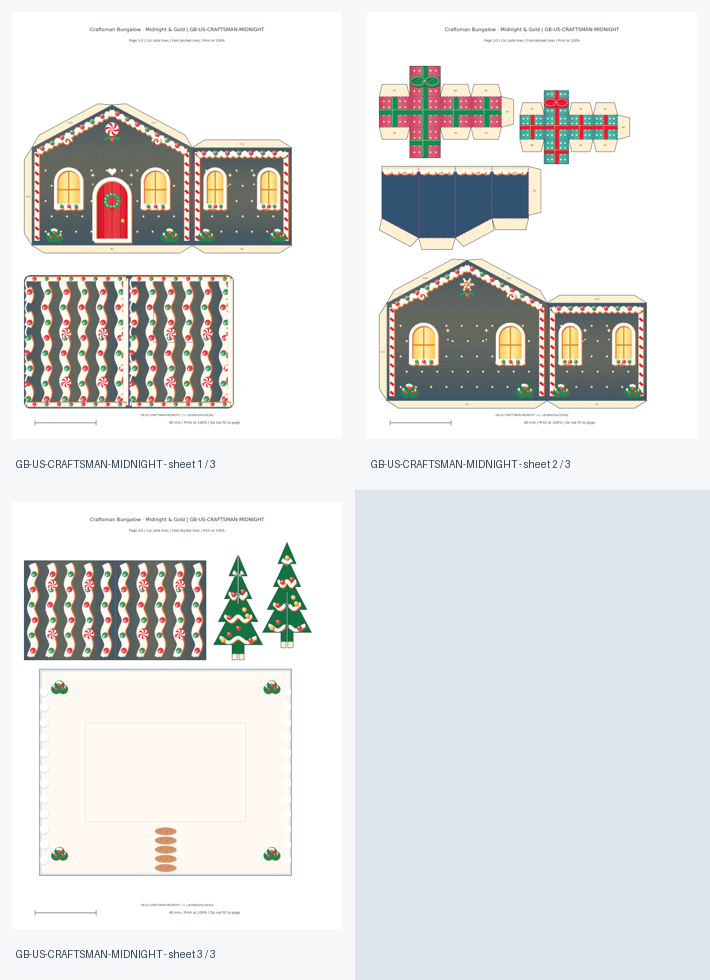 Craftsman Bungalow · Midnight & Gold | GB-US-CRAFTSMAN-MIDNIGHT
Page 1/3 | Cut solid lines | Fold dashed lines | Print at 100%
40 mm | Print at 100% | Do not fit to page
GB-US-CRAFTSMAN-MIDNIGHT - sheet 1 / 3
Craftsman Bungalow · Midnight & Gold | GB-US-CRAFTSMAN-MIDNIGHT
Page 2/3 | Cut solid lines | Fold dashed lines | Print at 100%
40 mm | Print at 100% | Do not fit to page
GB-US-CRAFTSMAN-MIDNIGHT - sheet 2 / 3
Craftsman Bungalow · Midnight & Gold | GB-US-CRAFTSMAN-MIDNIGHT
Page 3/3 | Cut solid lines | Fold dashed lines | Print at 100%
40 mm | Print at 100% | Do not fit to page
GB-US-CRAFTSMAN-MIDNIGHT - sheet 3 / 3